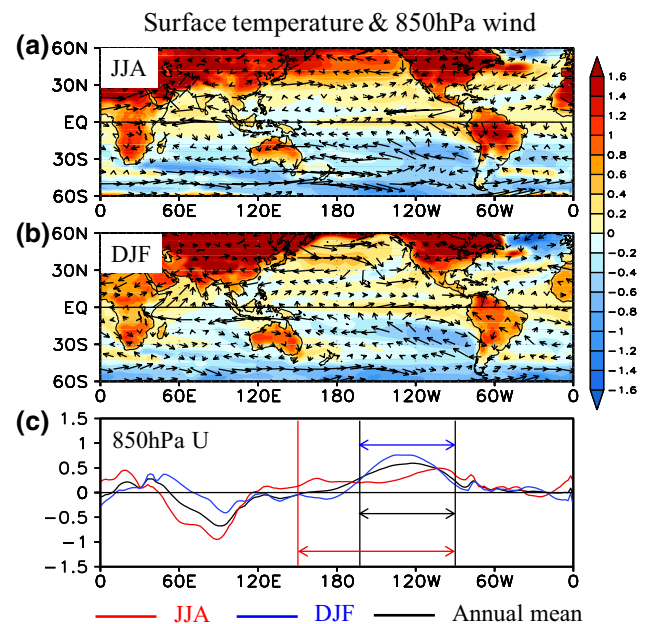 Surface temperature & 850hPa wind
(a)
JJA
60N
30N
EQ
30S
60S
0
60E
120E
180
120W
60W
0
(b)
DJF
60N
30N
EQ
30S
60S
0
60E
120E
180
120W
60W
0
1.6
1.4
1.2
1
0.8
0.6
0.4
0.2
0
−0.2
−0.4
−0.6
−0.8
−1
−1.2
−1.4
−1.6
(c)
850hPa U
1.5
1
0.5
0
−0.5
−1
−1.5
0
60E
120E
180
120W
60W
0
JJA DJF Annual mean